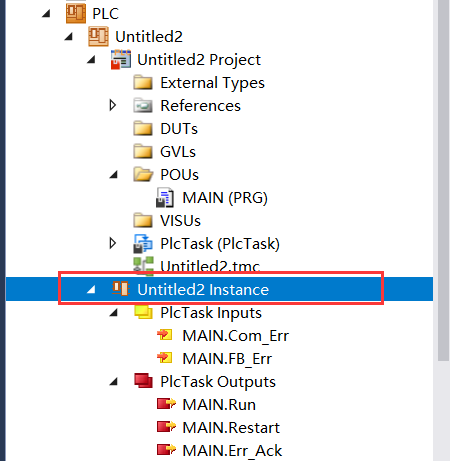 PLC
Untitled2
Untitled2 Project
External Types
References
DUTs
GVLs
POUs
MAIN (PRG)
VISUs
PlcTask (PlcTask)
Untitled2.tmc
Untitled2 Instance
PlcTask Inputs
MAIN.Com_Err
MAIN.FB_Err
PlcTask Outputs
MAIN.Run
MAIN.Restart
MAIN.Err_Ack